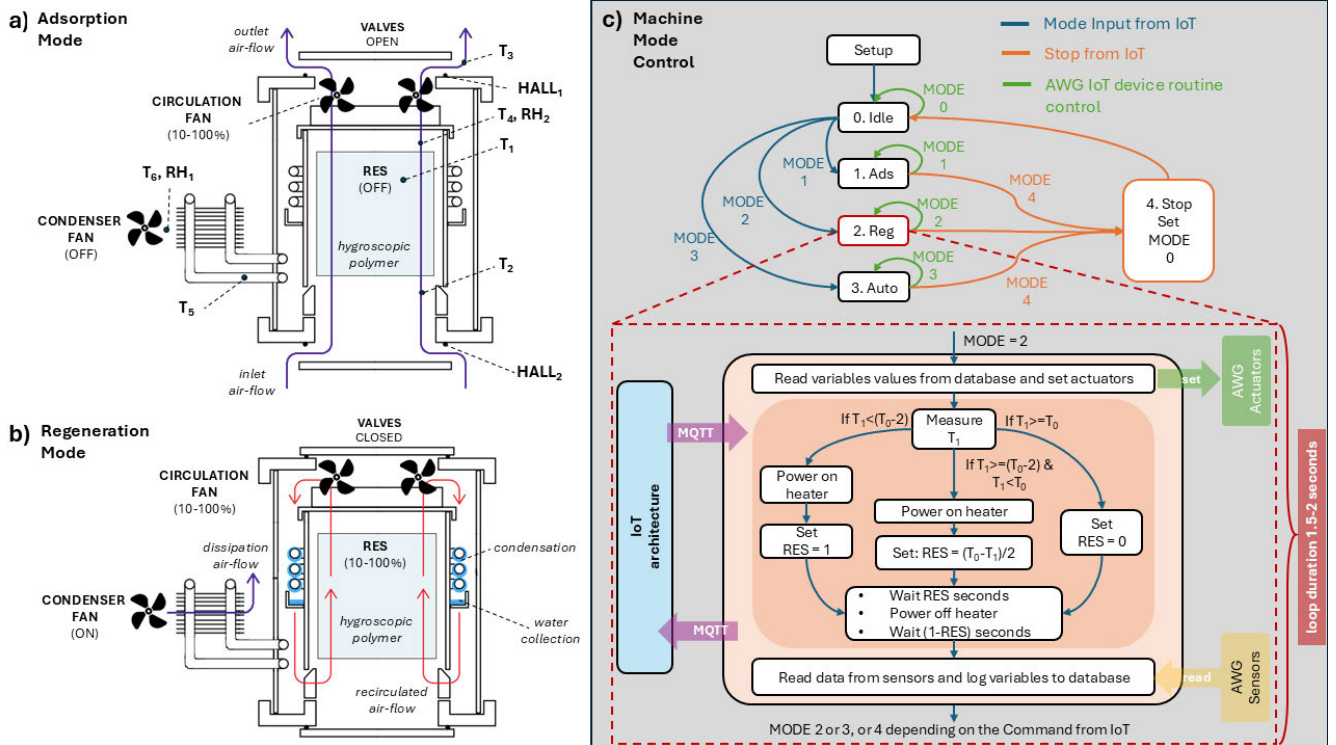 a) Adsorption
Mode
outlet
air-flow
VALVES
OPEN
T3
HALL1
CIRCULATION
FAN
(10-100%)
T4, RH2
T1
RES
(OFF)
T6, RH1
CONDENSER
FAN
(OFF)
hygroscopic
polymer
T2
T5
inlet
air-flow
HALL2
b) Regeneration
Mode
VALVES
CLOSED
CIRCULATION
FAN
(10-100%)
dissipation
air-flow
RES
(10-100%)
condensation
CONDENSER
FAN
(ON)
hygroscopic
polymer
water
collection
recirculated
air-flow
c) Machine
Mode
Control
Mode Input from IoT
Stop from IoT
AWG IoT device routine
control
Setup
MODE
0
0. Idle
MODE
1
MODE
1
1. Ads
MODE
2
MODE
2
2. Reg
MODE
3
MODE
3
3. Auto
MODE
4
MODE
4
4. Stop
Set
MODE
0
MODE = 2
Read variables values from database and set actuators
set
AWG
Actuators
IoT
architecture
MQTT
If T1<(T0-2)
Measure
T1
If T1>=T0
If T1>=(T0-2) &
T1<T0
Power on
heater
Set
RES = 1
Power on heater
Set: RES = (T0-T1)/2
Set
RES = 0
• Wait RES seconds
• Power off heater
• Wait (1-RES) seconds
MQTT
Read data from sensors and log variables to database
read
AWG
Sensors
loop duration 1.5-2 seconds
MODE 2 or 3, or 4 depending on the Command from IoT